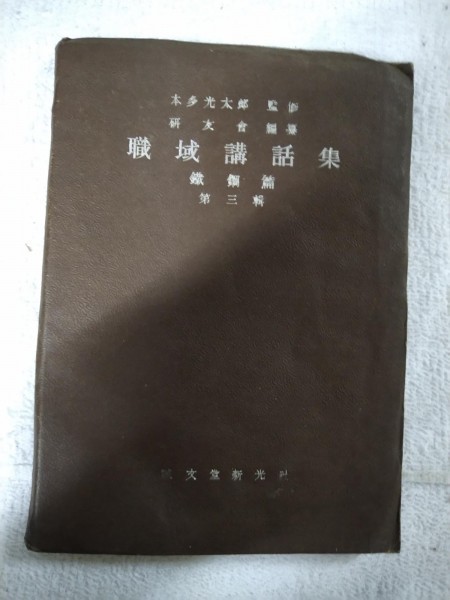 本多光太郎 監修
研友會 編纂
職域講話集
鐵鋼篇
第三輯
誠文堂新光社